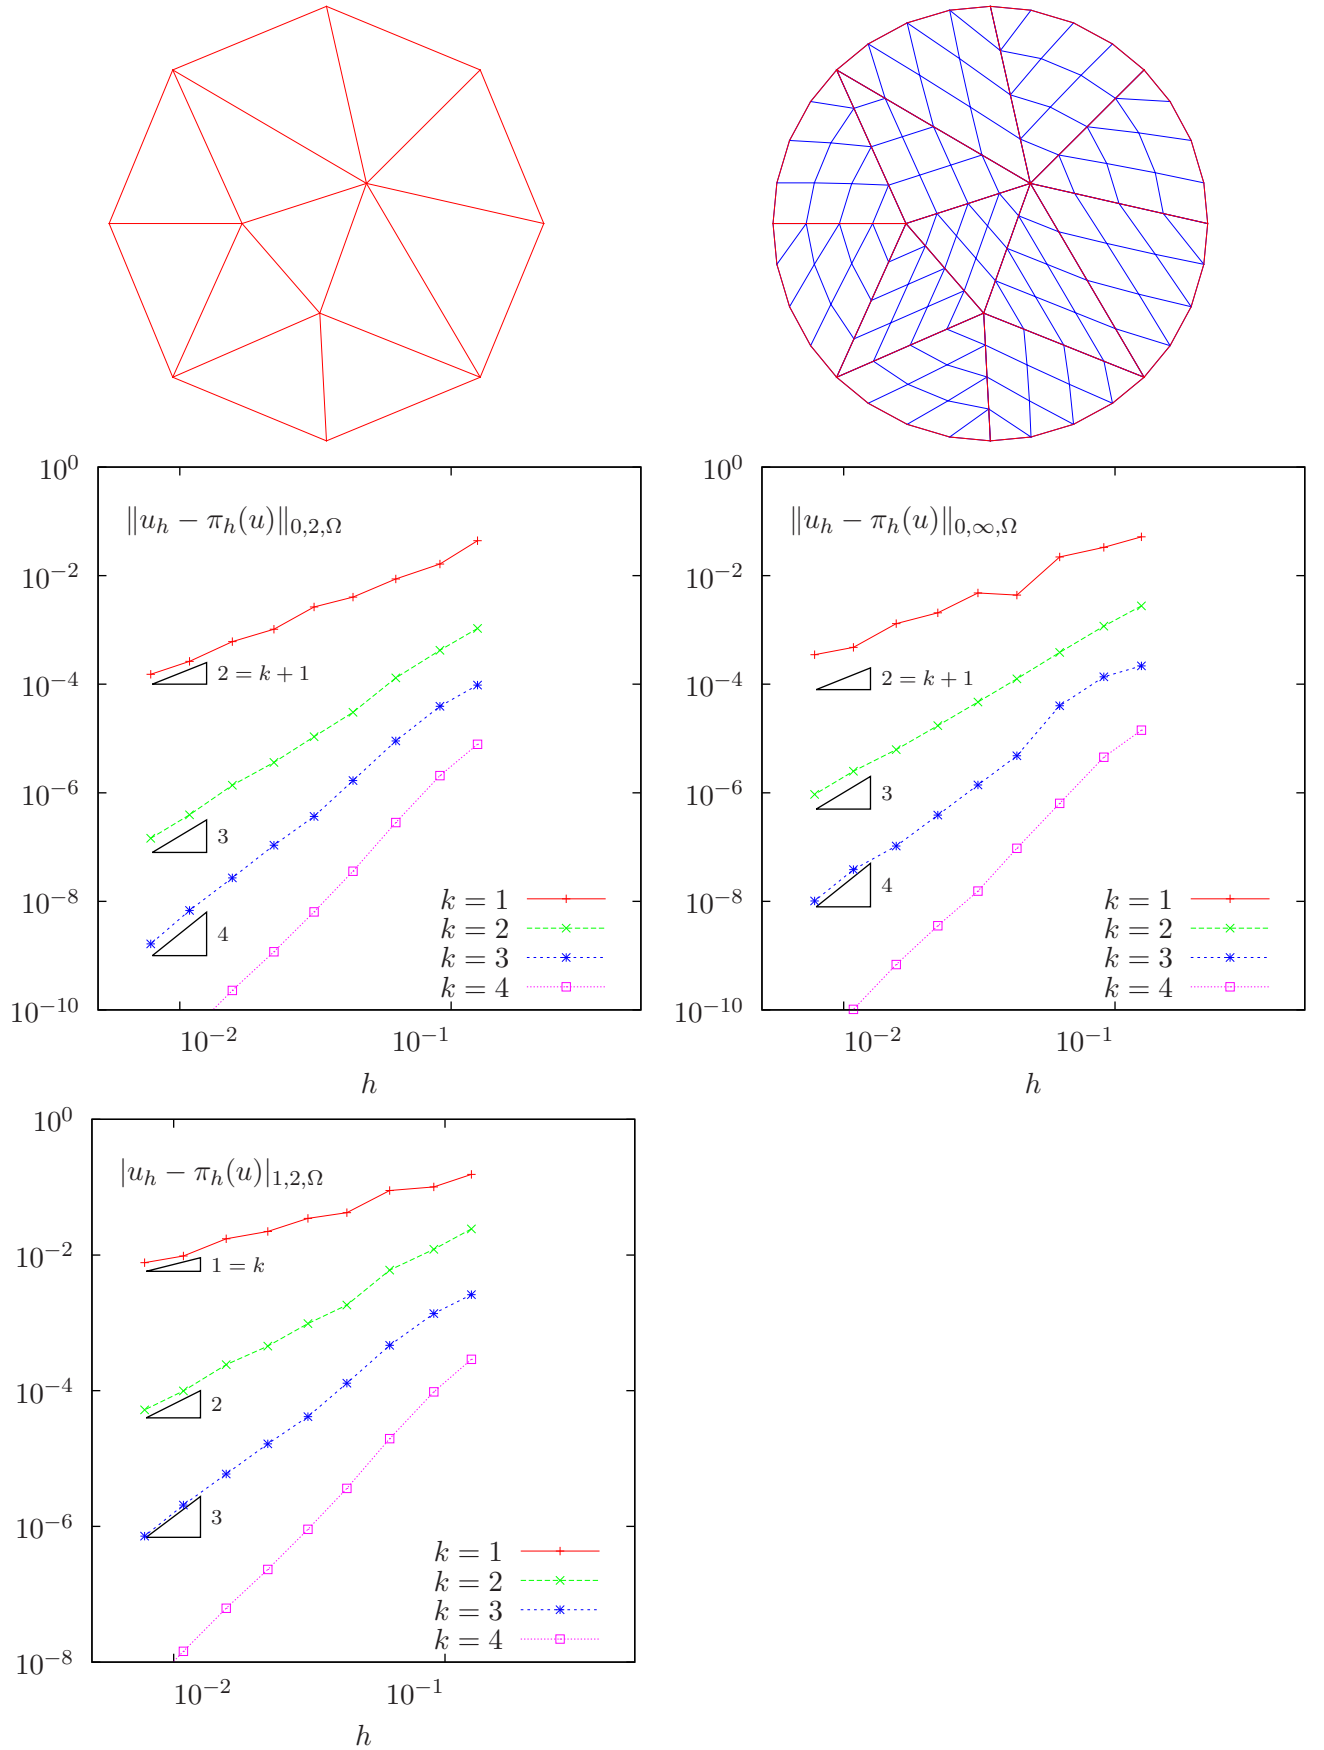 10^0
10^{-2}
10^{-4}
10^{-6}
10^{-8}
10^{-10}
‖u_h − π_h(u)‖_{0,2,Ω}
2 = k + 1
3
4
k = 1
k = 2
k = 3
k = 4
10^{-2} 10^{-1}
h
10^0
10^{-2}
10^{-4}
10^{-6}
10^{-8}
10^{-10}
‖u_h − π_h(u)‖_{0,∞,Ω}
2 = k + 1
3
4
k = 1
k = 2
k = 3
k = 4
10^{-2} 10^{-1}
h
10^0
10^{-2}
10^{-4}
10^{-6}
10^{-8}
|u_h − π_h(u)|_{1,2,Ω}
1 = k
2
3
k = 1
k = 2
k = 3
k = 4
10^{-2} 10^{-1}
h